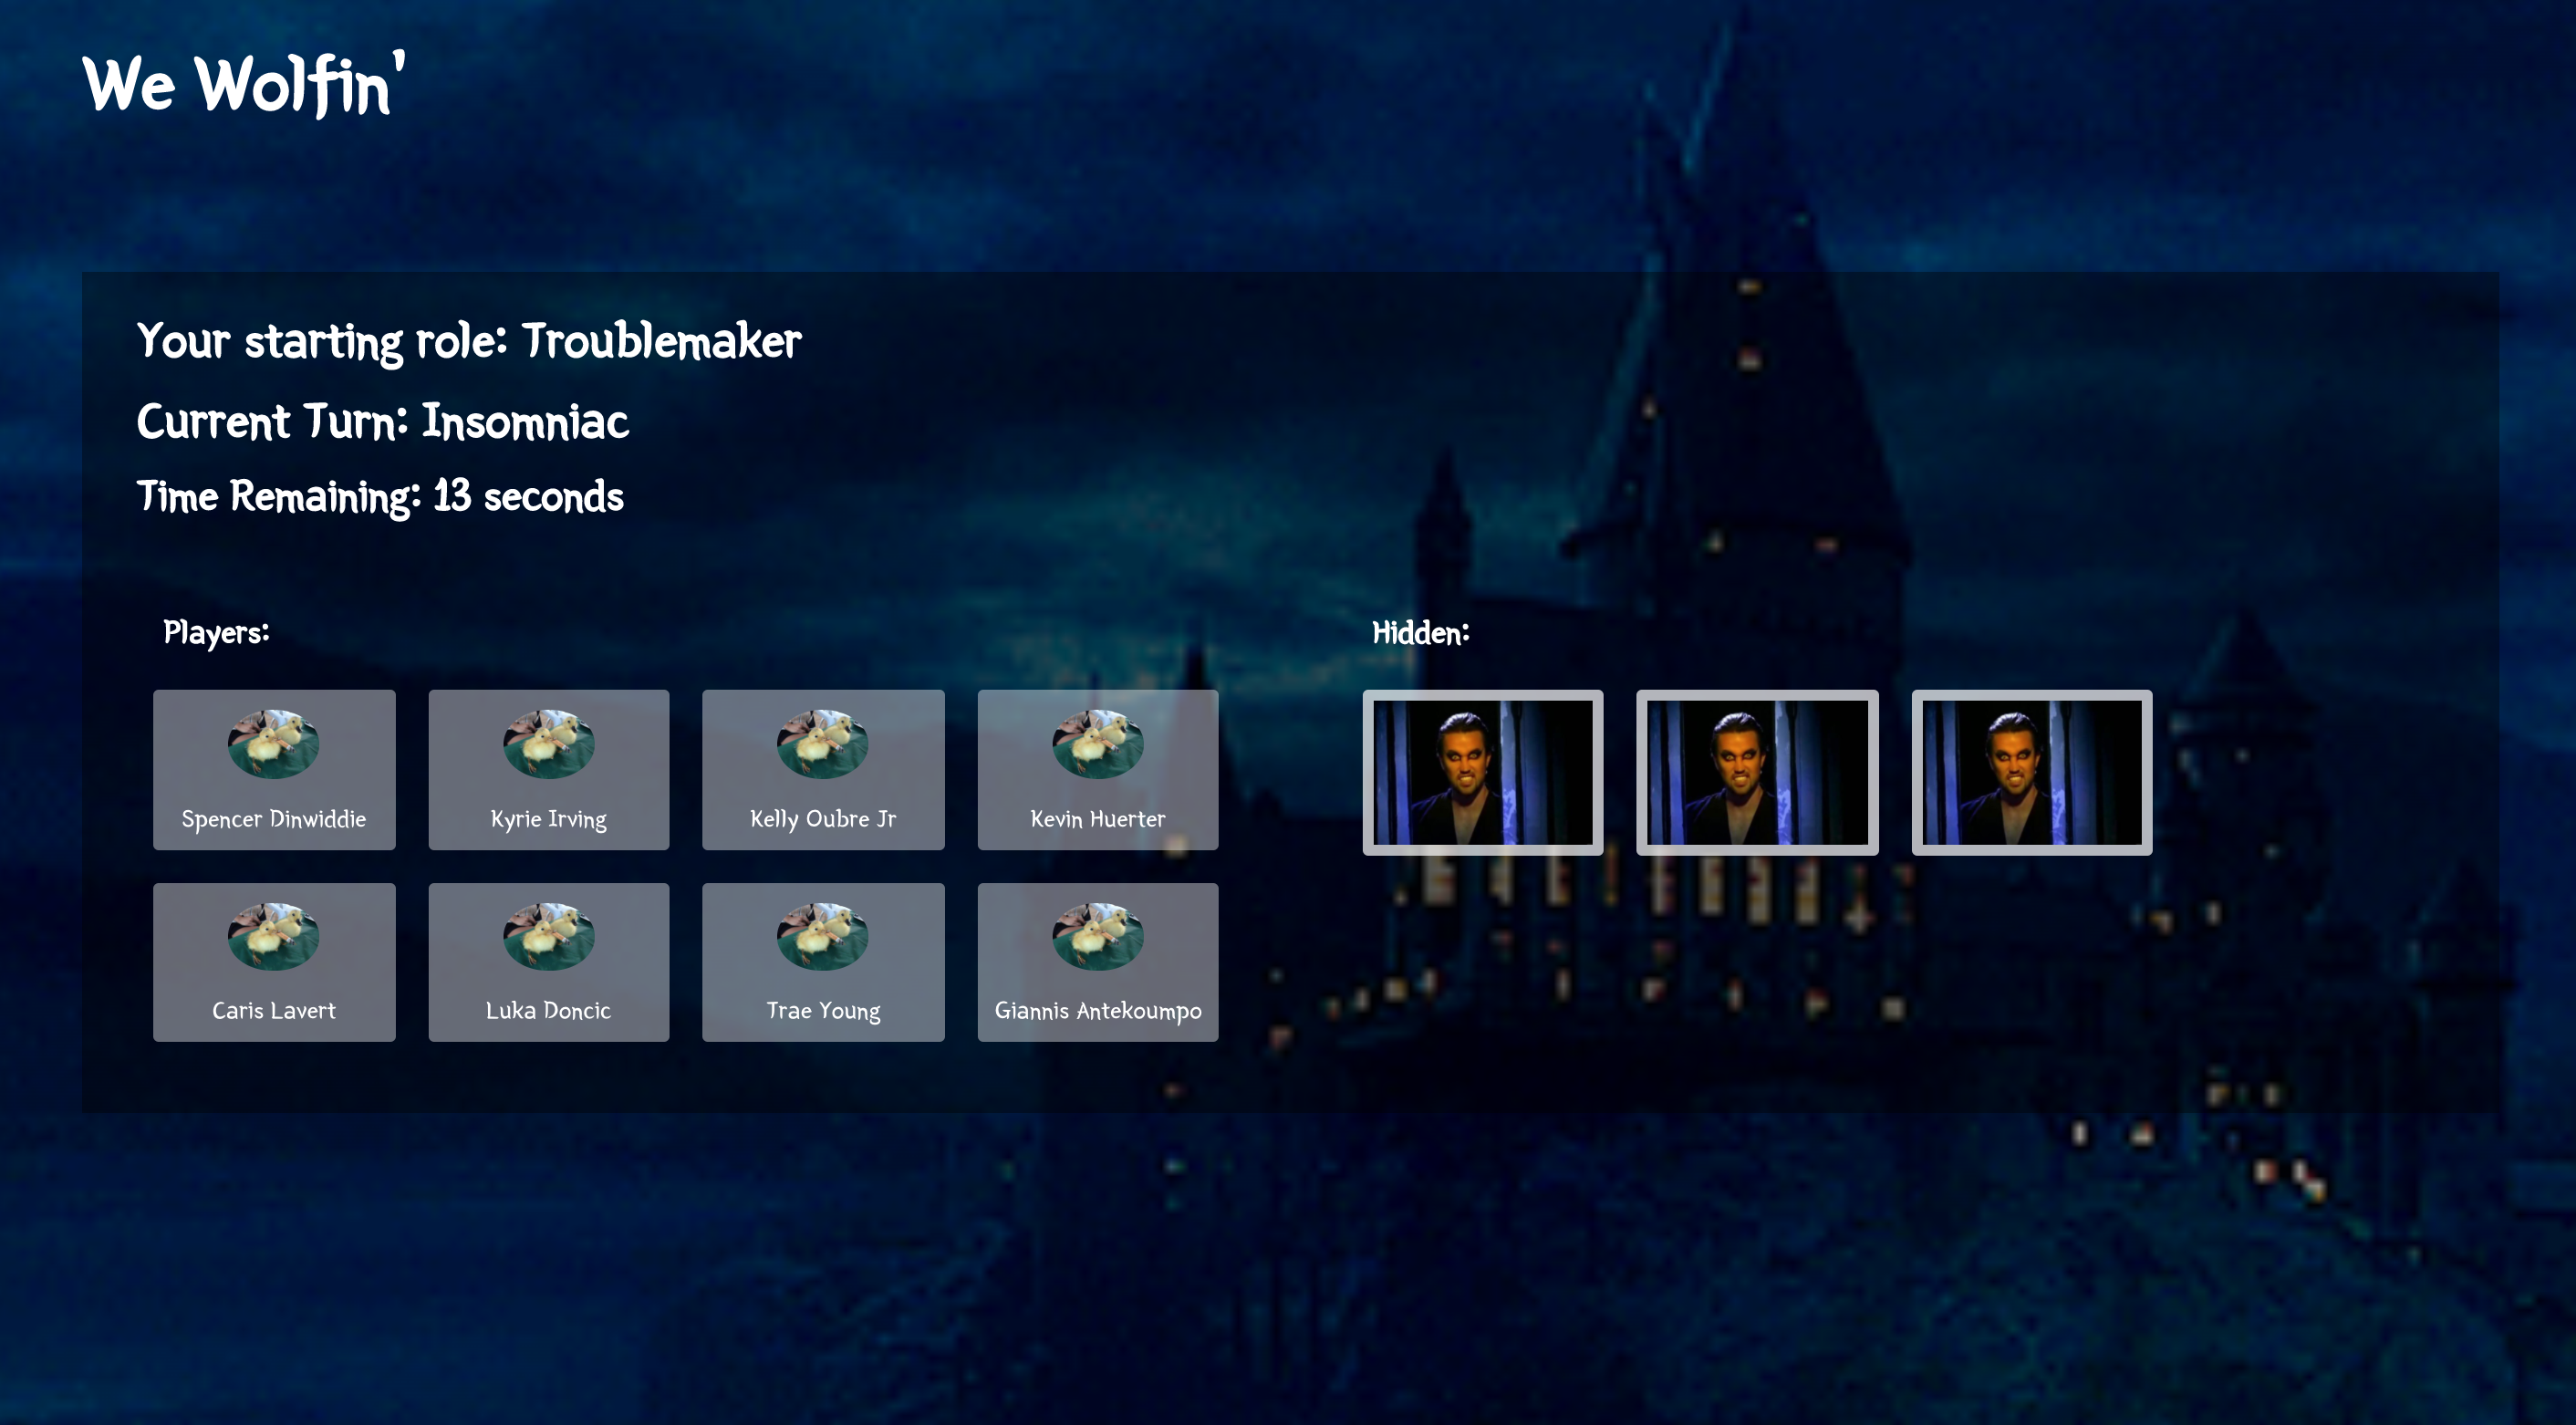 We Wolfin'
Your starting role: Troublemaker
Current Turn: Insomniac
Time Remaining: 13 seconds
Players:
Spencer Dinwiddie
Kyrie Irving
Kelly Oubre Jr
Kevin Huerter
Caris Lavert
Luka Doncic
Trae Young
Giannis Antekoumpo
Hidden: